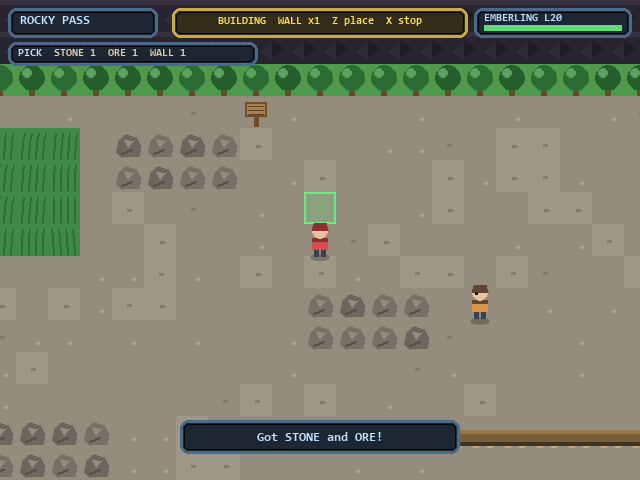 ROCKY PASS
BUILDING WALL x1 Z place X stop
EMBERLING L20
PICK STONE 1 ORE 1 WALL 1
Got STONE and ORE!